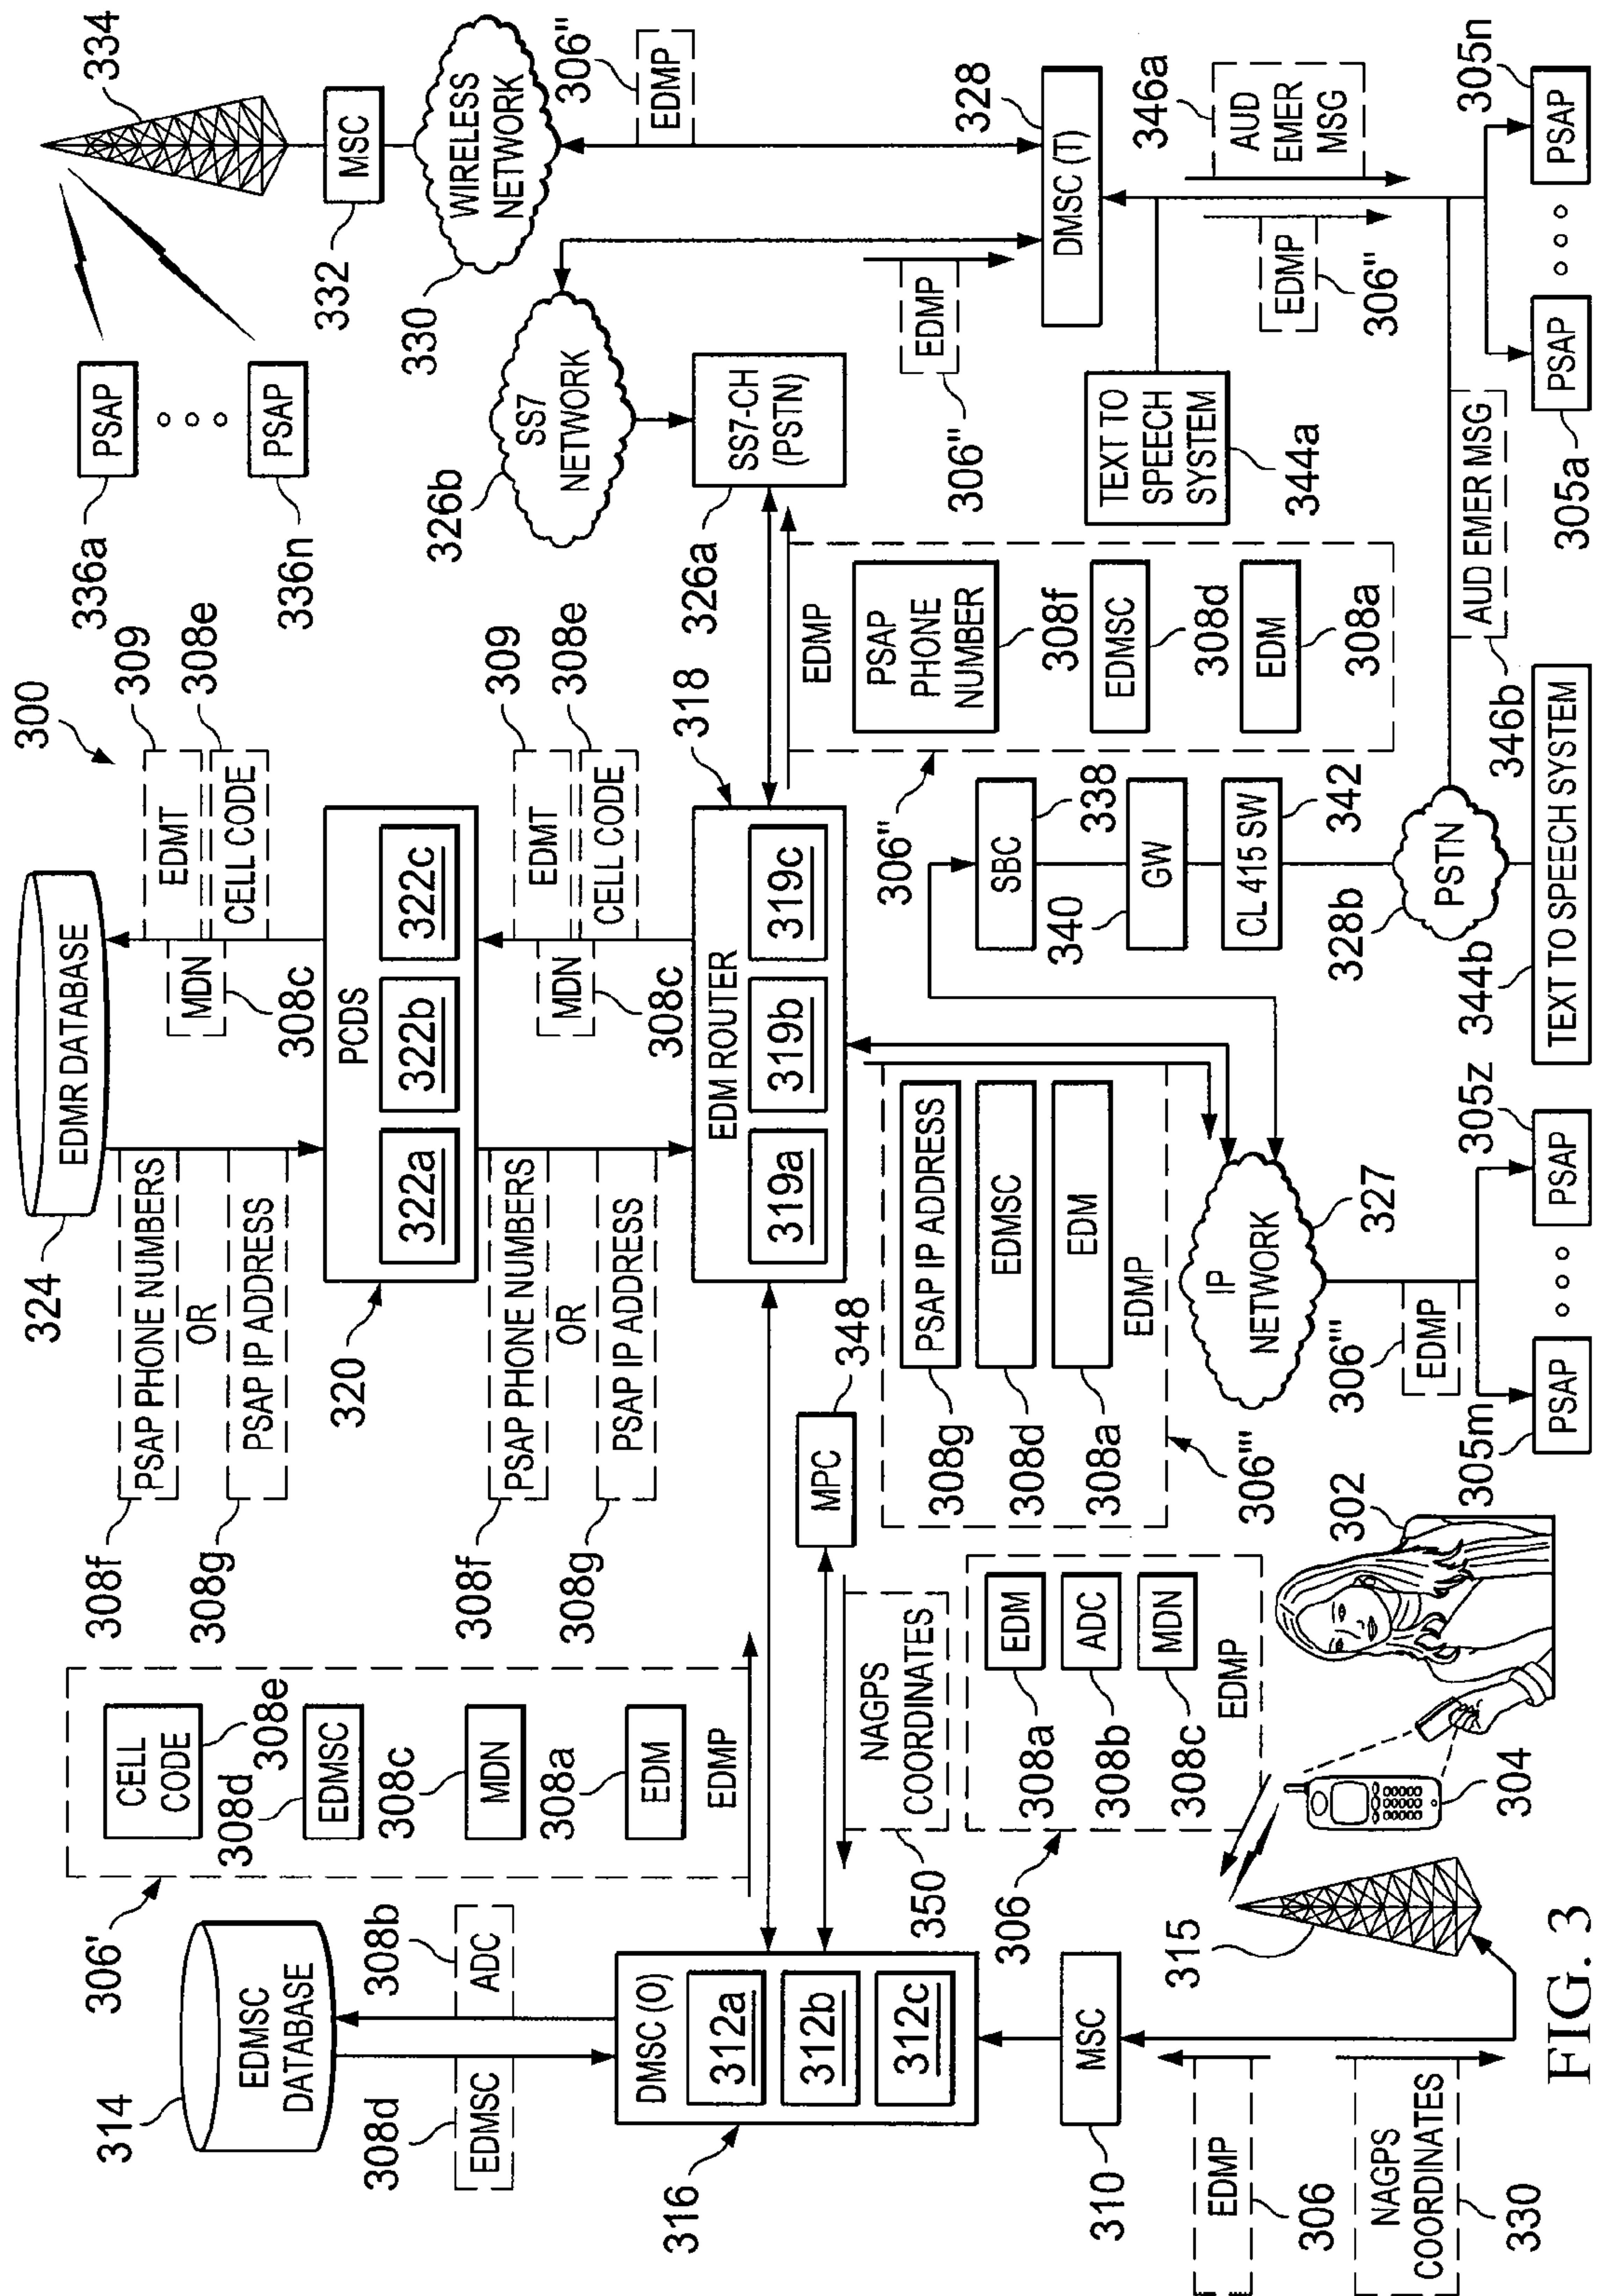 300
324
EDMR DATABASE
308f
PSAP PHONE NUMBERS
OR
PSAP IP ADDRESS
308g
MDN
308c
EDMT
309
CELL CODE
308e
320
PCDS
322a
322b
322c
308f
PSAP PHONE NUMBERS
OR
PSAP IP ADDRESS
308g
MDN
308c
EDMT
309
CELL CODE
308e
318
EDM ROUTER
319a
319b
319c
336a
PSAP
336n
PSAP
334
332
MSC
330
WIRELESS
NETWORK
EDMP
306"
326b
SS7
NETWORK
326a
SS7-CH
(PSTN)
EDMP
306"
328
DMSC (T)
306'
CELL
CODE
308e
308d
EDMSC
308c
MDN
308a
EDM
EDMP
314
EDMSC
DATABASE
308d
EDMSC
308b
ADC
316
DMSC (O)
312a
312b
312c
MPC
348
NAGPS
COORDINATES
350
310
MSC
EDMP
306
NAGPS
COORDINATES
330
306
308a
EDM
308b
ADC
308c
MDN
EDMP
315
304
302
308g
PSAP IP ADDRESS
308d
EDMSC
308a
EDM
EDMP
306"'
IP
NETWORK
327
306"'
EDMP
305m
PSAP
305z
PSAP
EDMP
PSAP
PHONE
NUMBER
308f
EDMSC
308d
EDM
308a
306"
SBC
338
340
GW
CL 415 SW
342
328b
PSTN
344b
TEXT TO SPEECH SYSTEM
346b
AUD EMER MSG
TEXT TO
SPEECH
SYSTEM
344a
EDMP
306"
346a
AUD
EMER
MSG
305a
PSAP
305n
PSAP
FIG. 3